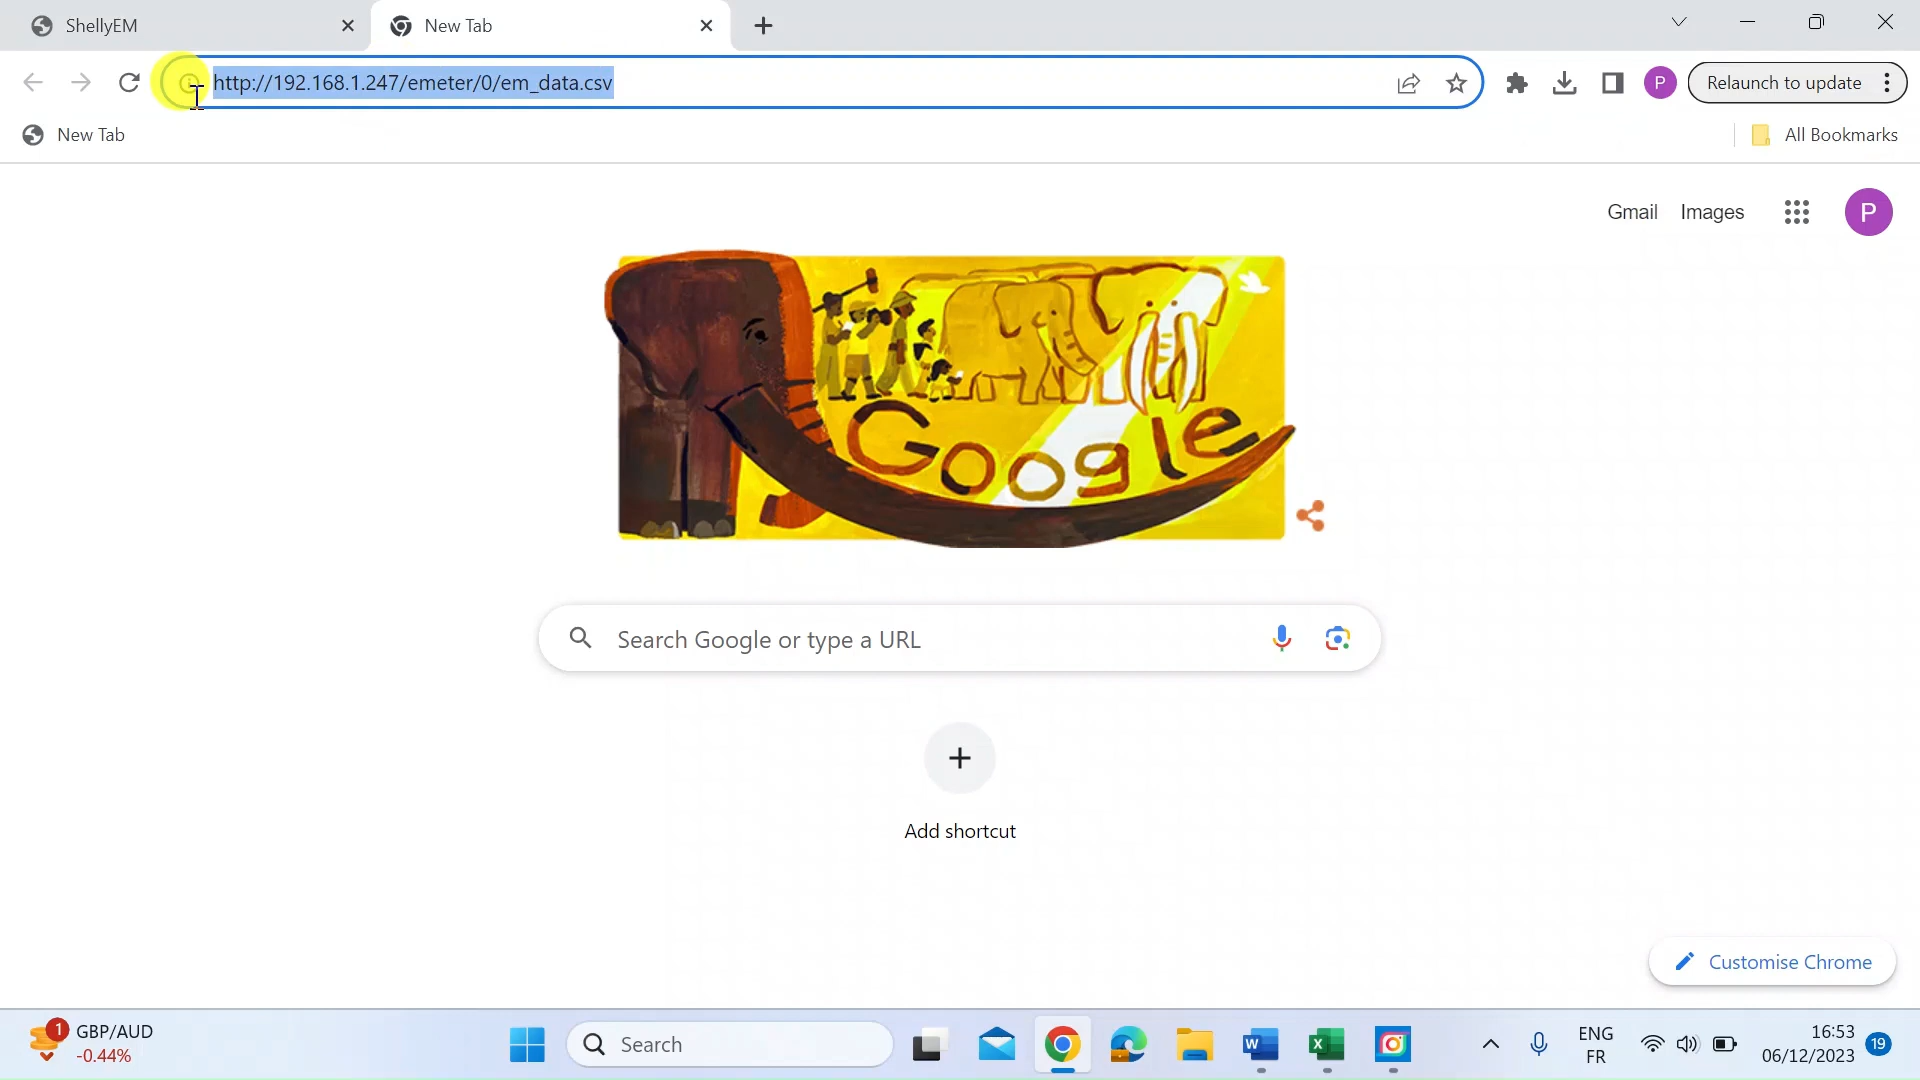 ShellyEM
New Tab
http://192.168.1.247/emeter/0/em_data.csv
P
Relaunch to update
New Tab
All Bookmarks
Gmail
Images
P
Google
Search Google or type a URL
Add shortcut
Customise Chrome
1
GBP/AUD
-0.44%
Search
W
X
ENG
FR
16:53
06/12/2023
19